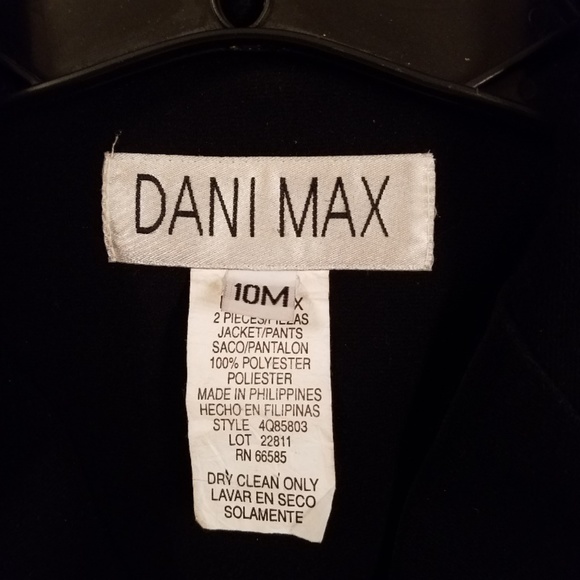 DANI MAX
10M
X
2 PIECES/PIEZAS
JACKET/PANTS
SACO/PANTALON
100% POLYESTER
POLIESTER
MADE IN PHILIPPINES
HECHO EN FILIPINAS
STYLE 4Q85803
LOT 22811
RN 66585
DRY CLEAN ONLY
LAVAR EN SECO
SOLAMENTE